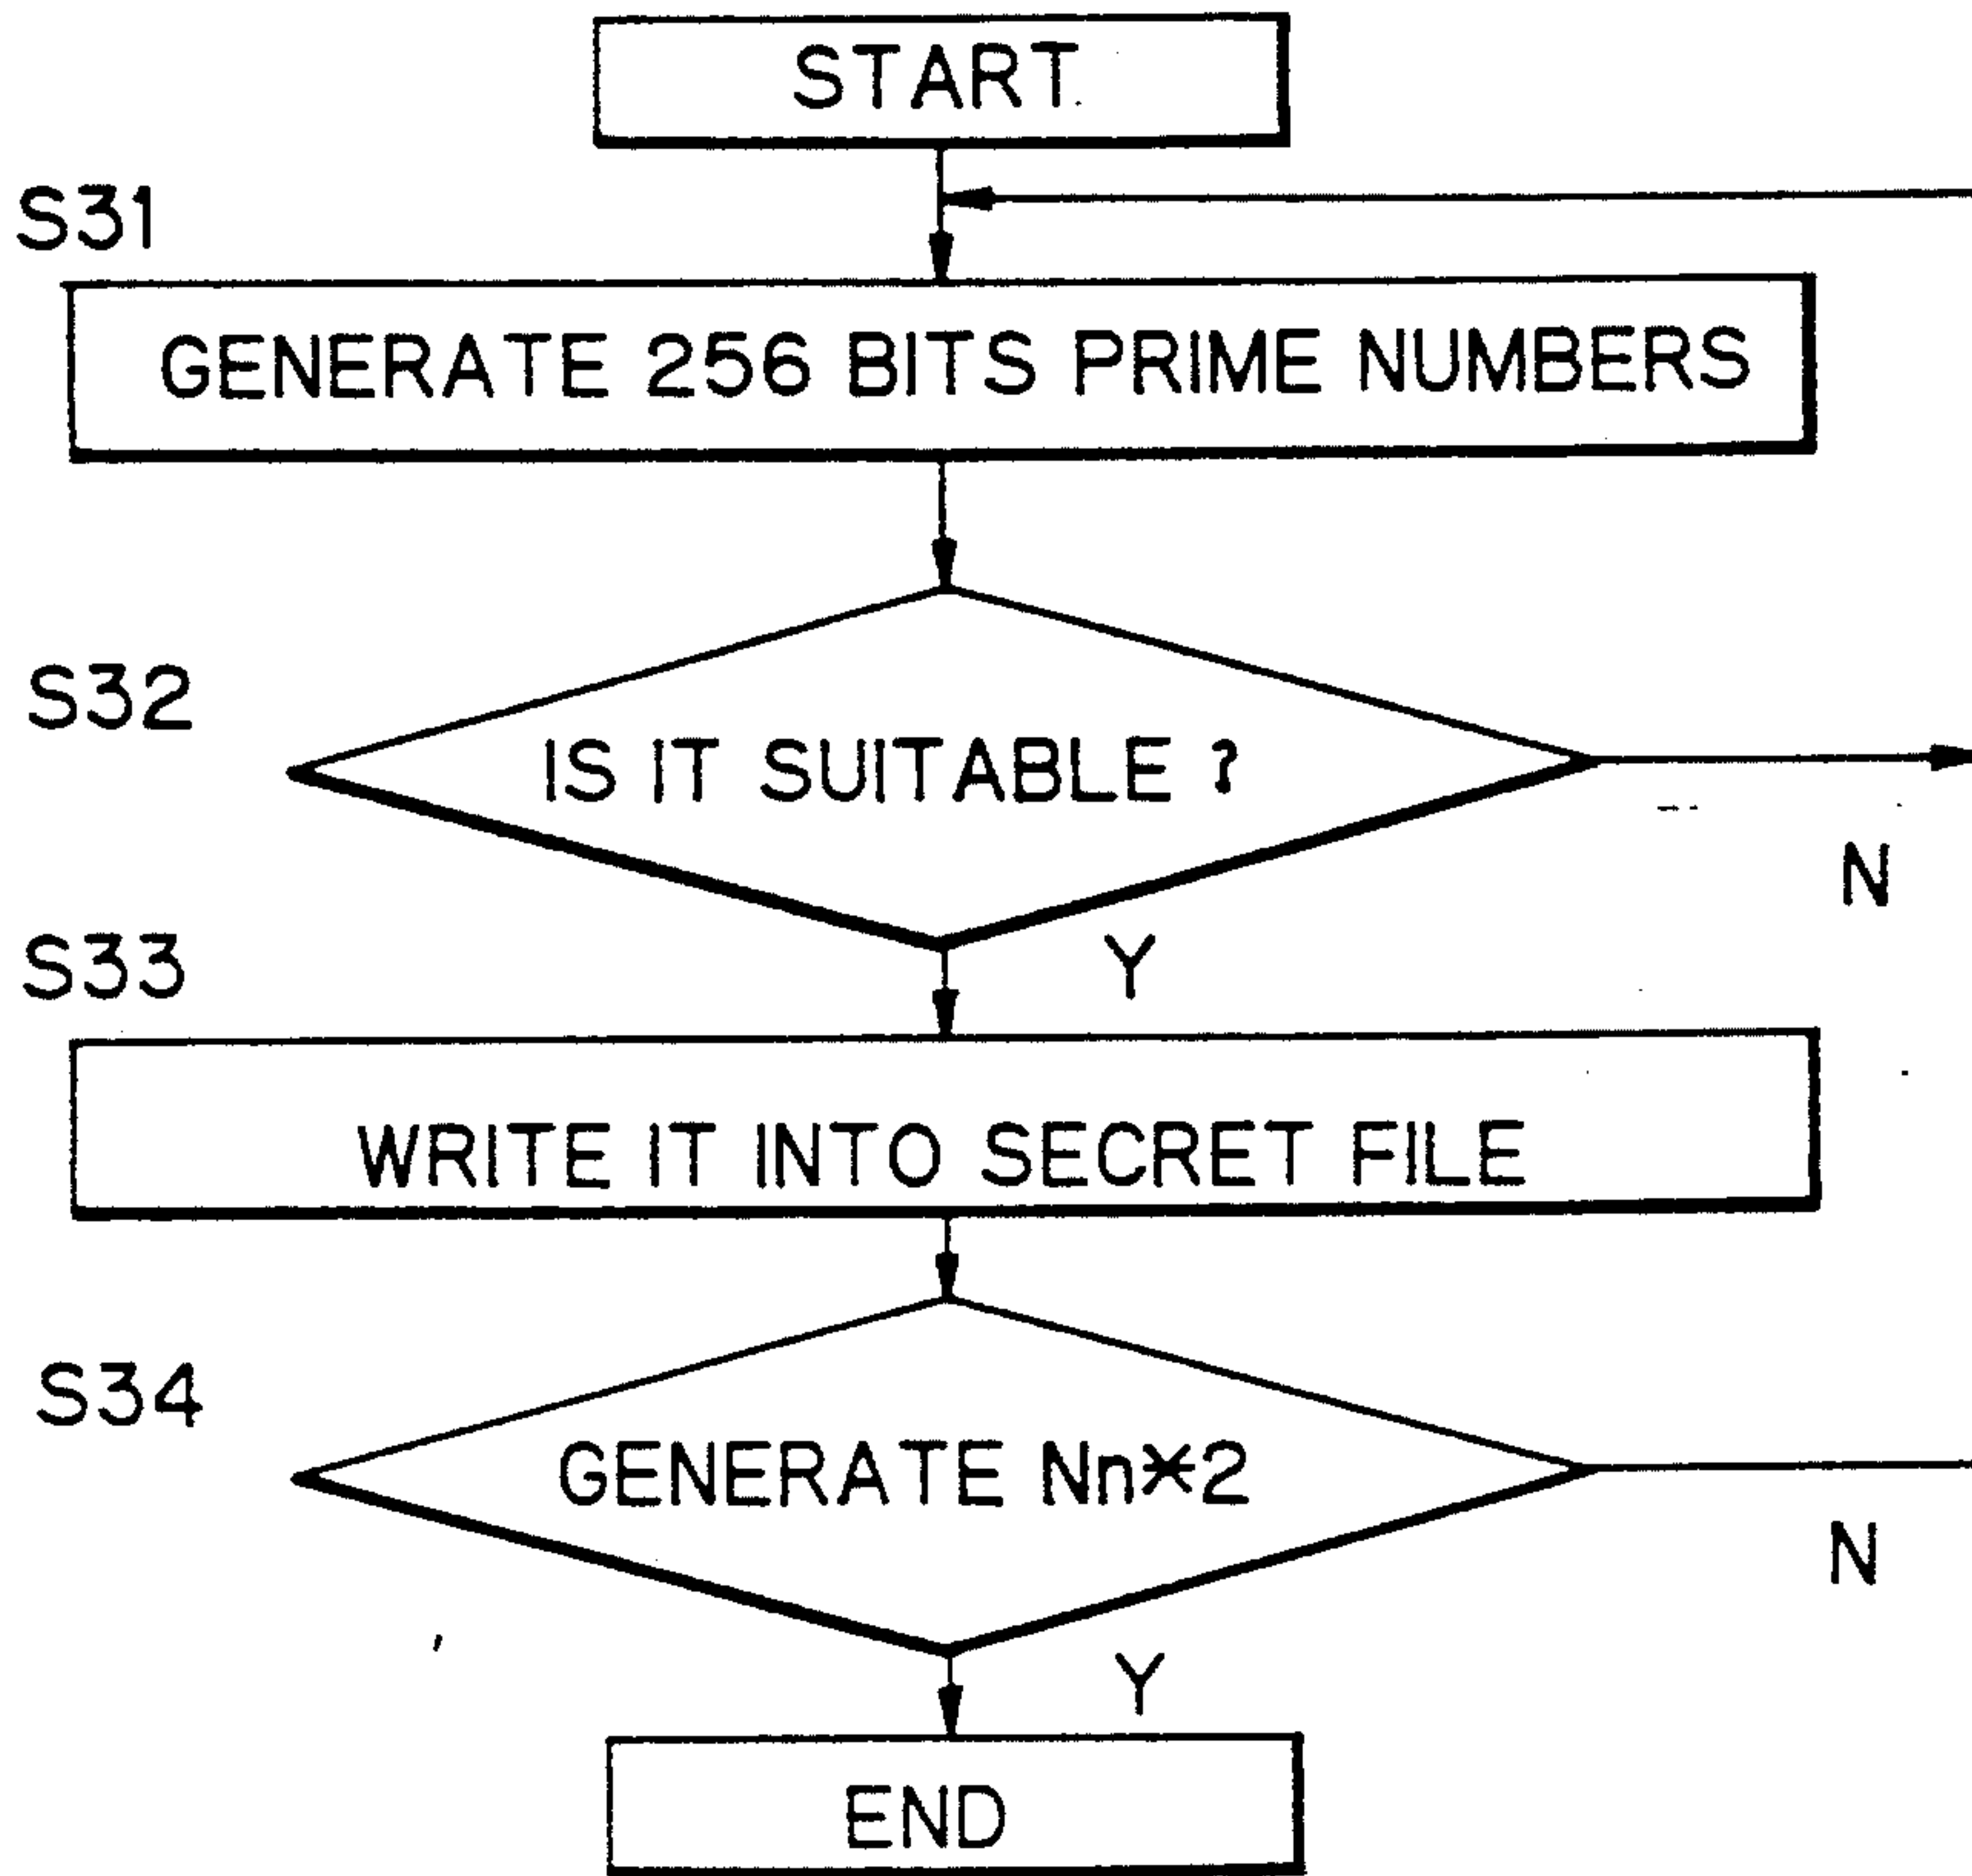 START
S31
GENERATE 256 BITS PRIME NUMBERS
S32
IS IT SUITABLE ?
N
S33
Y
WRITE IT INTO SECRET FILE
S34
GENERATE Nn*2
N
Y
END